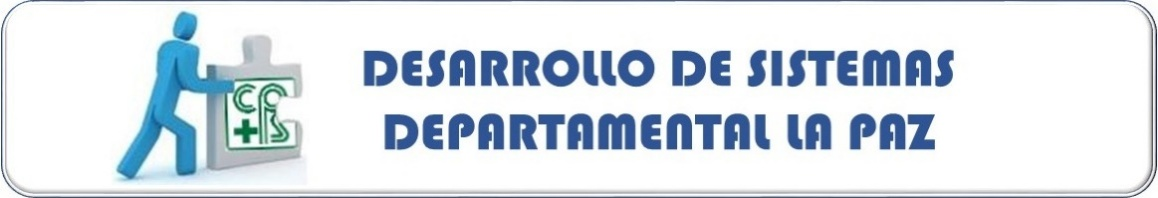 DESARROLLO DE SISTEMAS
DEPARTAMENTAL LA PAZ